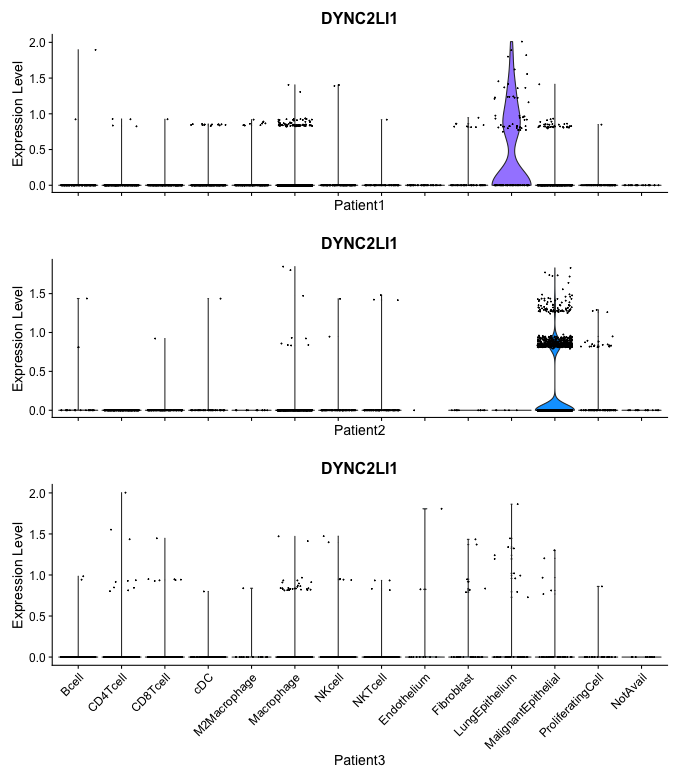 DYNC2LI1
Expression Level
2.0
1.5
1.0
0.5
0.0
Patient1
DYNC2LI1
Expression Level
1.5
1.0
0.5
0.0
Patient2
DYNC2LI1
Expression Level
2.0
1.5
1.0
0.5
0.0
Bcell
CD4Tcell
CD8Tcell
cDC
M2Macrophage
Macrophage
NKcell
NKTcell
Endothelium
Fibroblast
LungEpithelium
MalignantEpithelial
ProliferatingCell
NotAvail
Patient3